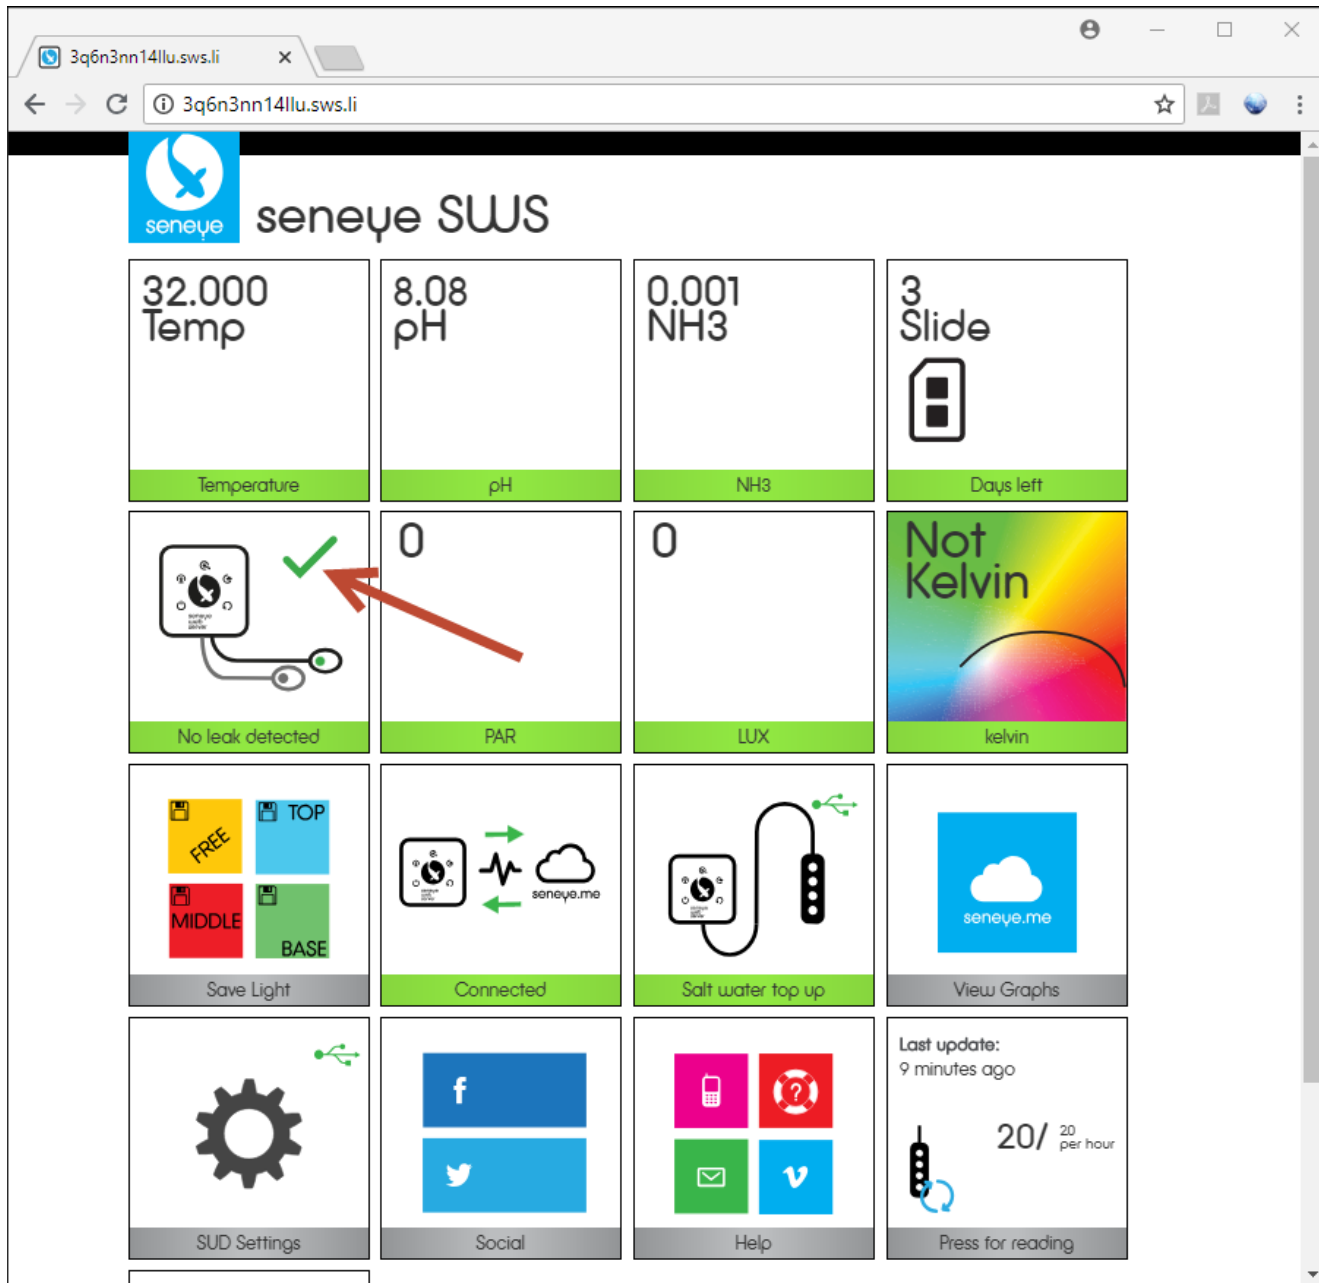 3q6n3nn14llu.sws.li
3q6n3nn14llu.sws.li
seneye
seneye SWS
32.000
Temp
Temperature
8.08
pH
pH
0.001
NH3
NH3
3
Slide
Days left
seneye
web
server
No leak detected
0
PAR
0
LUX
Not
Kelvin
kelvin
FREE
TOP
MIDDLE
BASE
Save Light
seneye.me
Connected
Salt water top up
seneye.me
View Graphs
SUD Settings
f
Social
?
v
Help
Last update:
9 minutes ago
20/ 20
per hour
Press for reading